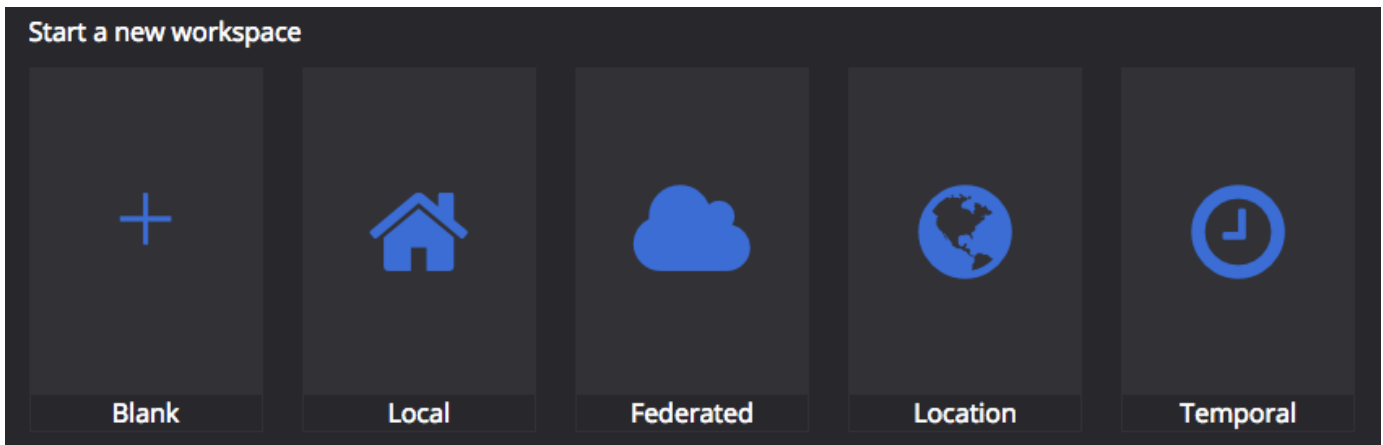 Start a new workspace
Blank
Local
Federated
Location
Temporal